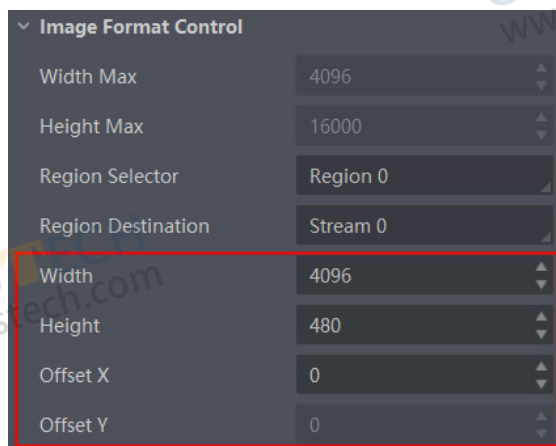 Image Format Control
Width Max 4096
Height Max 16000
Region Selector Region 0
Region Destination Stream 0
Width 4096
Height 480
Offset X 0
Offset Y 0